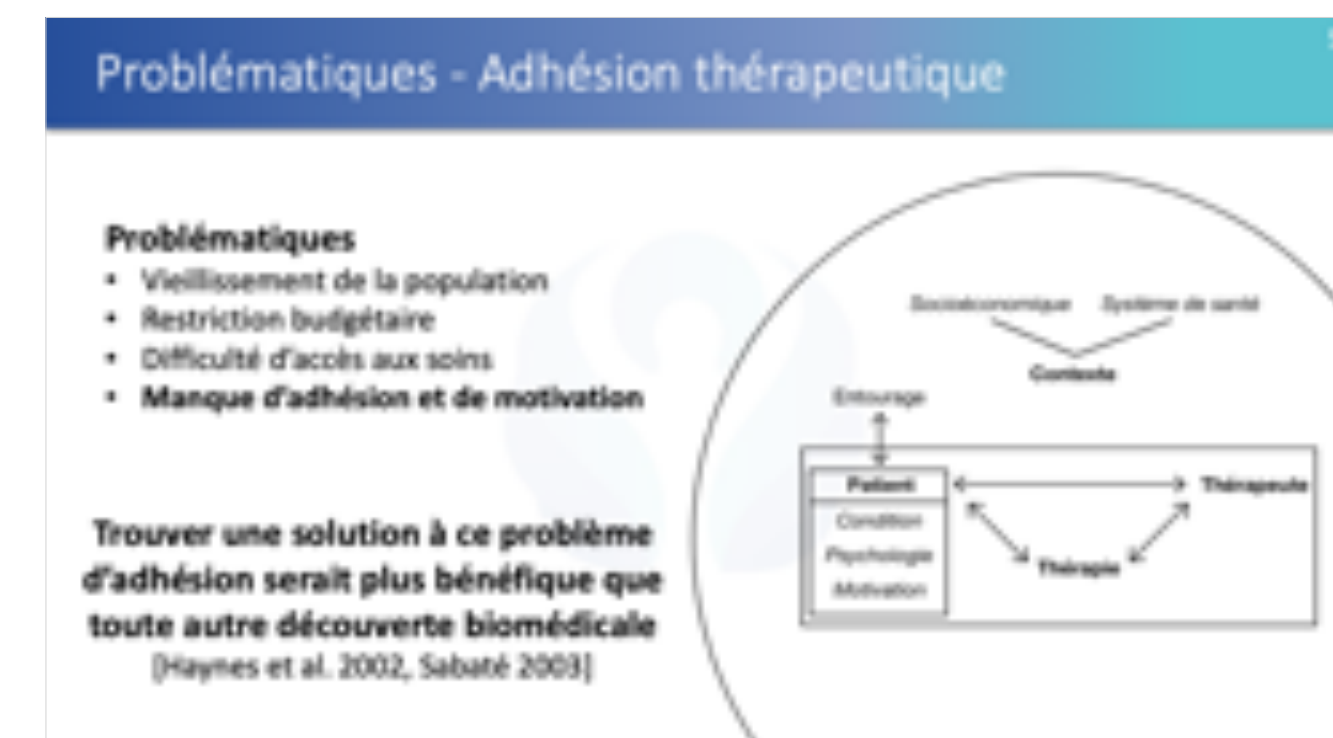 Problématiques - Adhésion thérapeutique
Problématiques
• Vieillissement de la population
• Restriction budgétaire
• Difficulté d'accès aux soins
• Manque d'adhésion et de motivation
Trouver une solution à ce problème
d'adhésion serait plus bénéfique que
toute autre découverte biomédicale
[Haynes et al. 2002, Sabaté 2003]
Socioéconomique Système de santé
Contexte
Entourage
Patient Thérapeute
Condition
Psychologie
Thérapie
Motivation